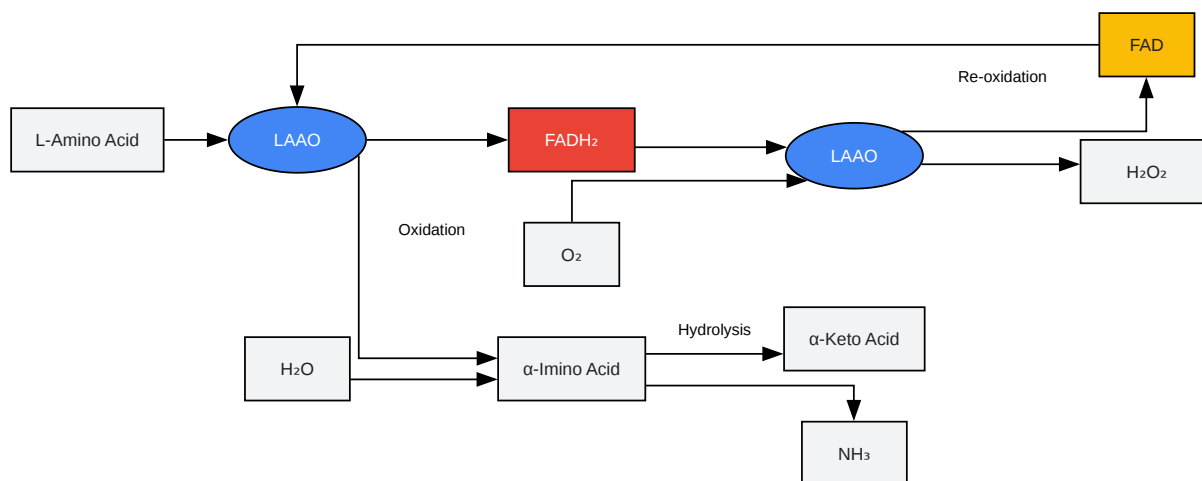 FAD
Re-oxidation
L-Amino Acid
LAAO
FADH₂
LAAO
H₂O₂
Oxidation
O₂
Hydrolysis
α-Keto Acid
H₂O
α-Imino Acid
NH₃